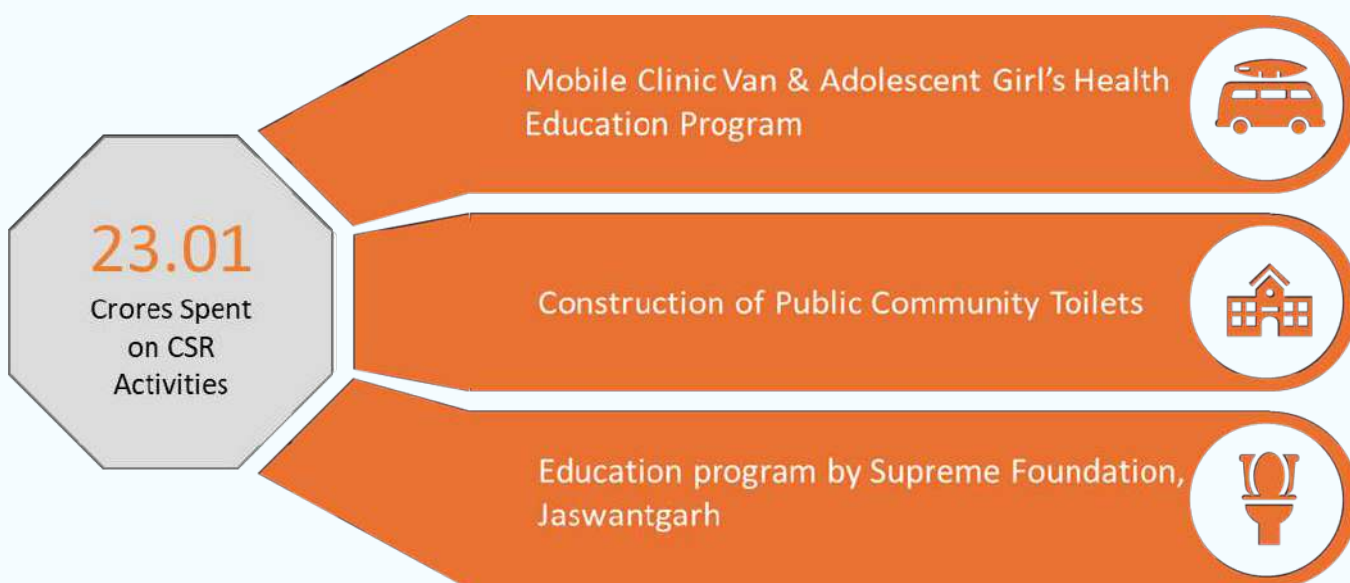 23.01
Crores Spent
on CSR
Activities
Mobile Clinic Van & Adolescent Girl's Health
Education Program
Construction of Public Community Toilets
Education program by Supreme Foundation,
Jaswantgarh